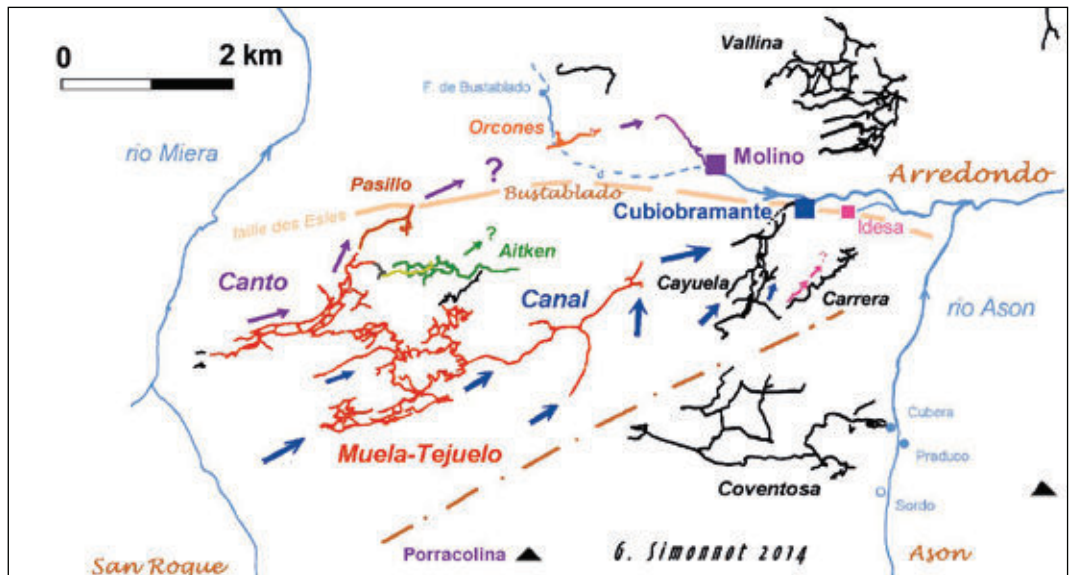 0 2 km
Vallina
F. de Bustablado
Orcones
rio Miera
Molino
?
Pasillo
Arredondo
Bustablado
faille des Esles
Cubiobramante
Idesa
?
Aitken
Canto
Canal
Cayuela
?
Carrera
rio Ason
Cubera
Muela-Tejuelo
Praduco
Coventosa
Sordo
Porracolina
G. Simonnot 2014
San Roque
Ason